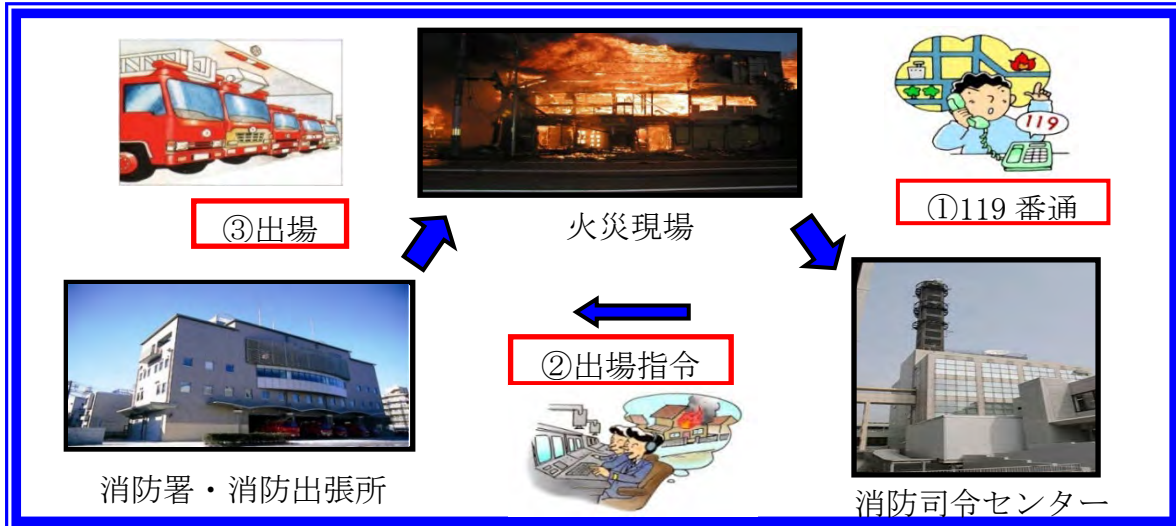 119
①119 番通
③出場
火災現場
②出場指令
消防署・消防出張所
消防司令センター